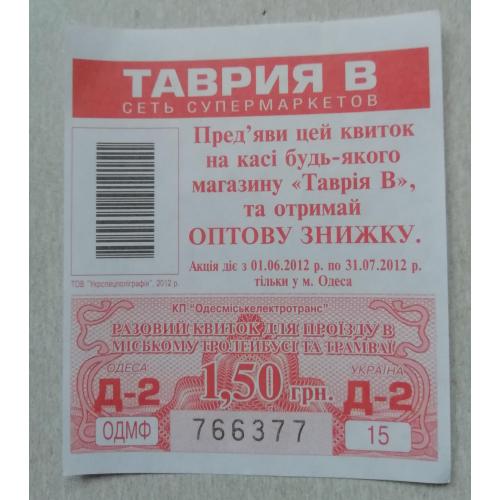 ТАВРИЯ В
СЕТЬ СУПЕРМАРКЕТОВ
Пред'яви цей квиток
на касі будь-якого
магазину «Таврія В»,
та отримай
ОПТОВУ ЗНИЖКУ.
Акція діє з 01.06.2012 р. по 31.07.2012 р.
тільки у м. Одеса
ТОВ "Укрспецполіграфія", 2012 р.
КП "Одесміськелектротранс"
РАЗОВИЙ КВИТОК ДЛЯ ПРОЇЗДУ В
МІСЬКОМУ ТРОЛЕЙБУСІ ТА ТРАМВАЇ
ОДЕСА УКРАЇНА
Д-2 1,50 грн. Д-2
ОДМФ 766377 15